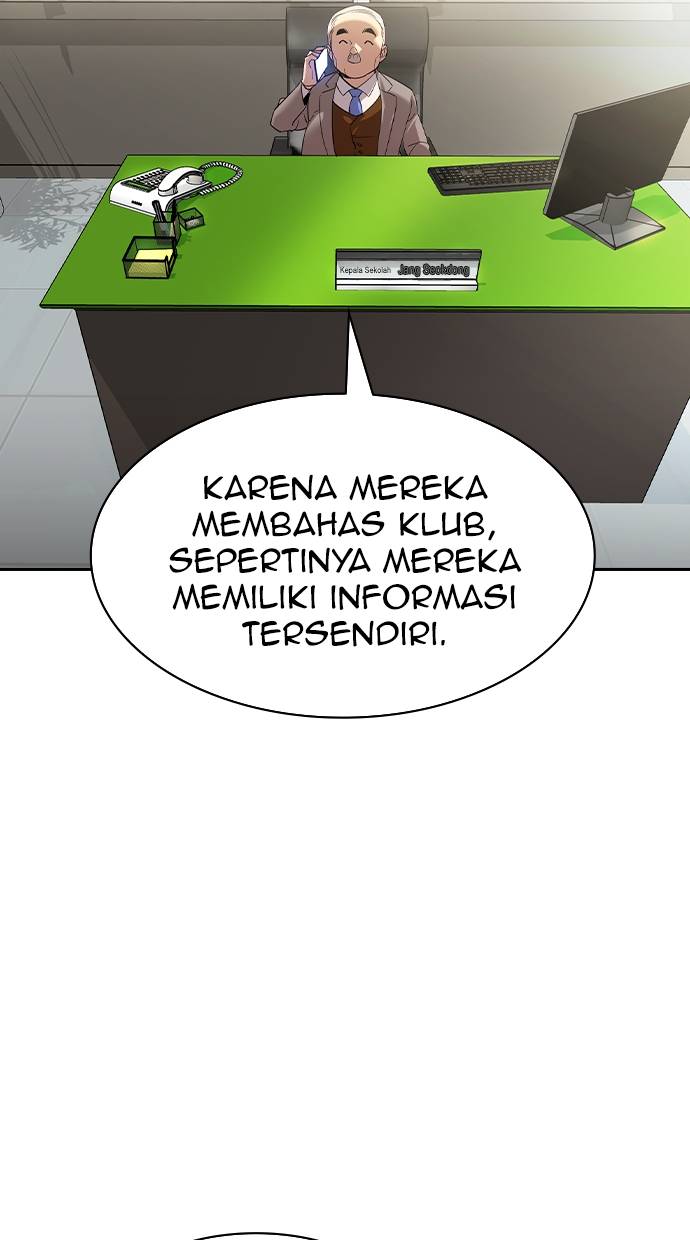 Kepala Sekolah Jang Seokdong
KARENA MEREKA
MEMBAHAS KLUB,
SEPERTINYA MEREKA
MEMILIKI INFORMASI
TERSENDIRI.